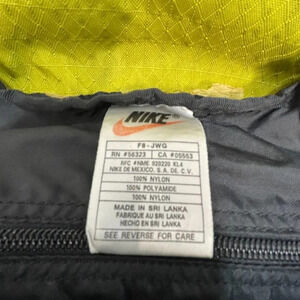 NIKE
F8-JWG
RN #56323 CA #05553
RFC #NME 920220 KL4
NIKE DE MEXICO, S.A. DE C.V.
100% NYLON
100% POLYAMIDE
100% NYLON
MADE IN SRI LANKA
FABRIQUE AU SRI LANKA
HECHO EN SRI LANKA
SEE REVERSE FOR CARE